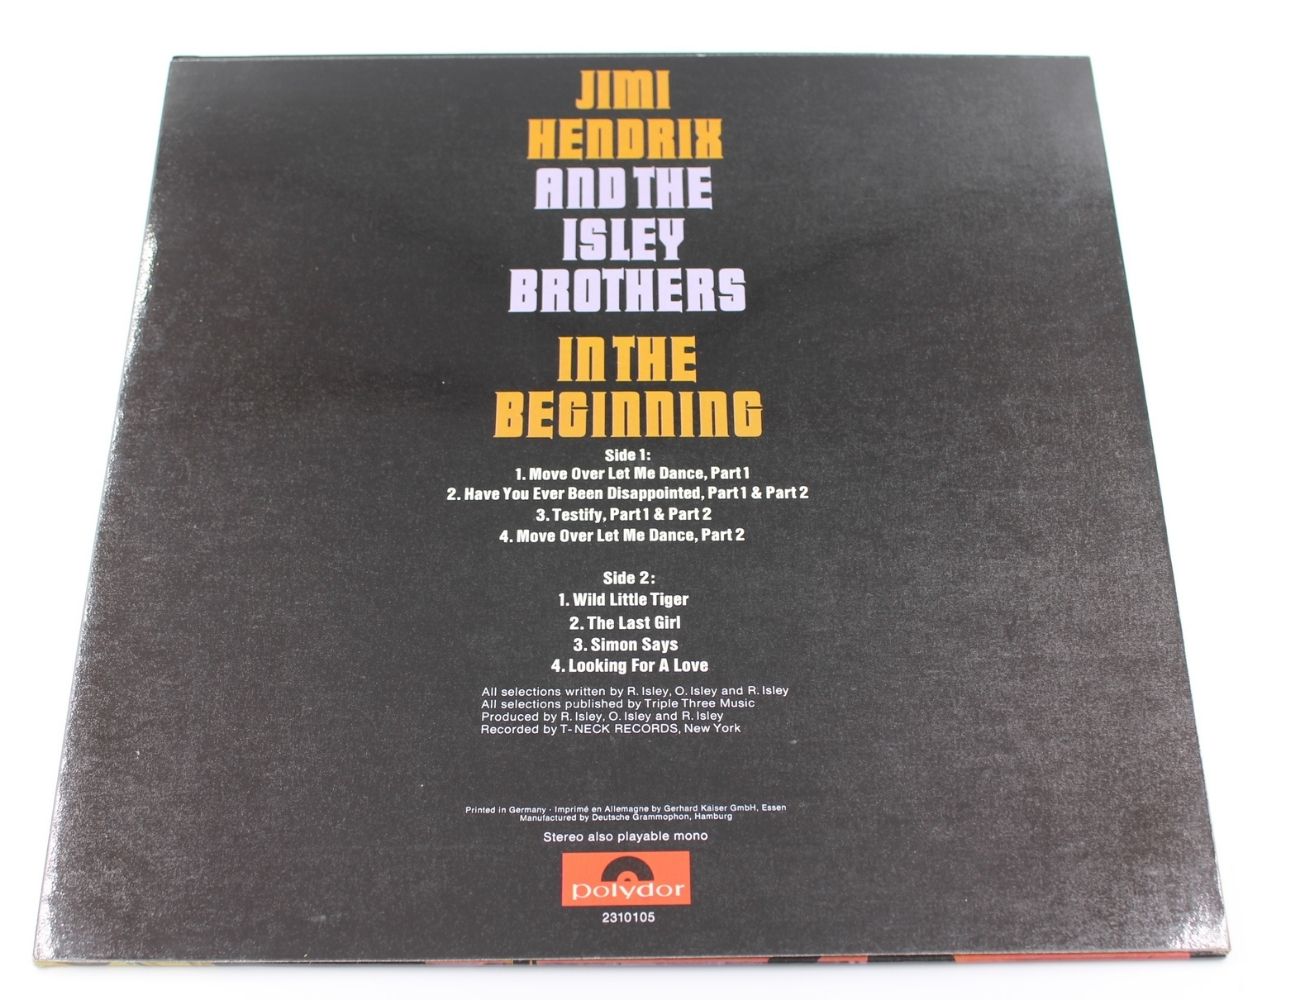 JIMI
HENDRIX
AND THE
ISLEY
BROTHERS
IN THE
BEGINNING
Side 1:
1. Move Over Let Me Dance, Part 1
2. Have You Ever Been Disappointed, Part 1 & Part 2
3. Testify, Part 1 & Part 2
4. Move Over Let Me Dance, Part 2
Side 2:
1. Wild Little Tiger
2. The Last Girl
3. Simon Says
4. Looking For A Love
All selections written by R. Isley, O. Isley and R. Isley
All selections published by Triple Three Music
Produced by R. Isley, O. Isley and R. Isley
Recorded by T-NECK RECORDS, New York
Printed in Germany · Imprimé en Allemagne by Gerhard Kaiser GmbH, Essen
Manufactured by Deutsche Grammophon, Hamburg
Stereo also playable mono
polydor
2310105